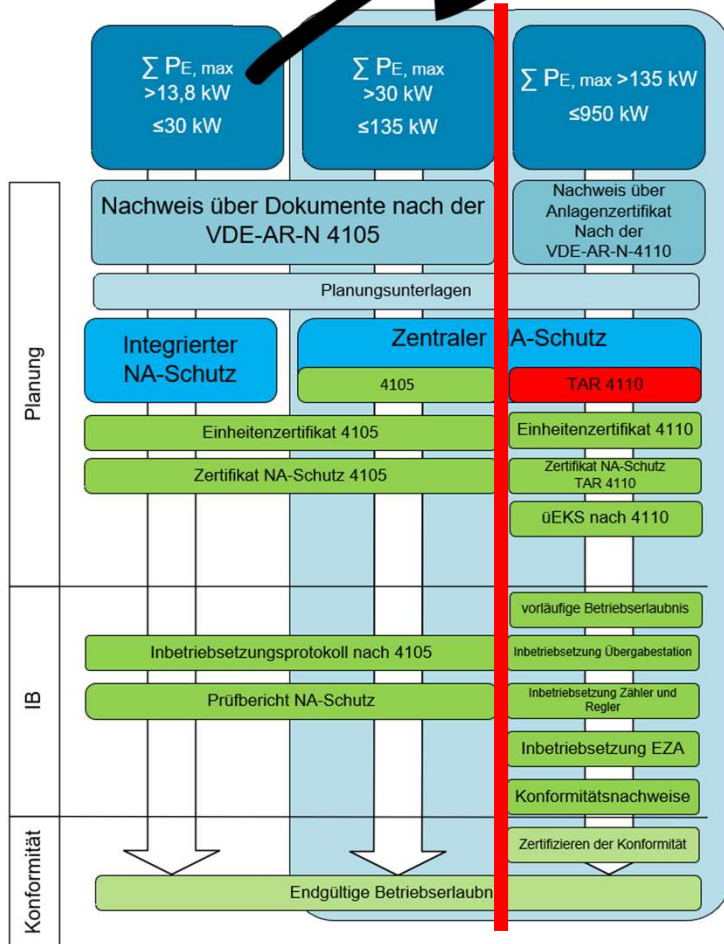 ∑ PE, max
>13,8 kW
≤30 kW
∑ PE, max
>30 kW
≤135 kW
∑ PE, max >135 kW
≤950 kW
Planung
Nachweis über Dokumente nach der
VDE-AR-N 4105
Nachweis über
Anlagenzertifikat
Nach der
VDE-AR-N-4110
Planungsunterlagen
Integrierter
NA-Schutz
Zentraler A-Schutz
4105
TAR 4110
Einheitenzertifikat 4105
Einheitenzertifikat 4110
Zertifikat NA-Schutz 4105
Zertifikat NA-Schutz
TAR 4110
üEKS nach 4110
IB
vorläufige Betriebserlaubnis
Inbetriebsetzungsprotokoll nach 4105
Inbetriebsetzung Übergabestation
Prüfbericht NA-Schutz
Inbetriebsetzung Zähler und
Regler
Inbetriebsetzung EZA
Konformitätsnachweise
Konformität
Zertifizieren der Konformität
Endgültige Betriebserlaubn